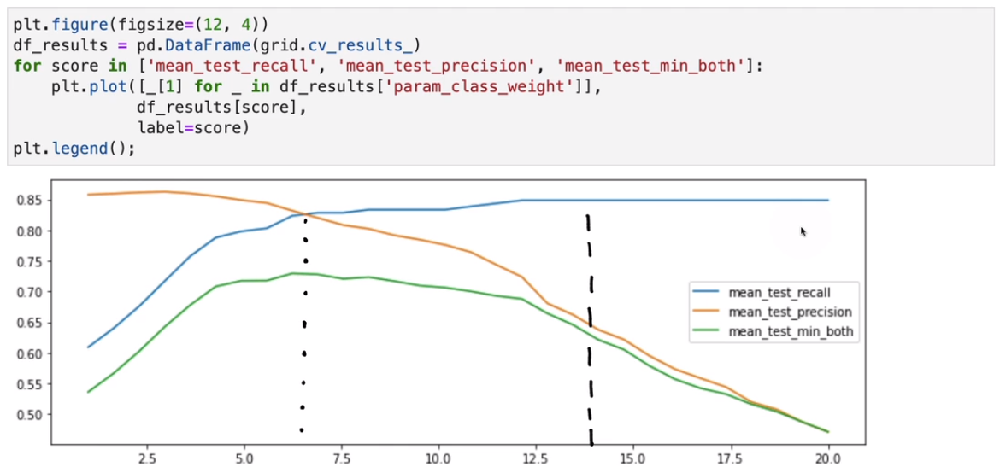 plt.figure(figsize=(12, 4))
df_results = pd.DataFrame(grid.cv_results_)
for score in ['mean_test_recall', 'mean_test_precision', 'mean_test_min_both']:
    plt.plot([_[1] for _ in df_results['param_class_weight']],
             df_results[score],
             label=score)
plt.legend();
0.85
0.80
0.75
0.70
0.65
0.60
0.55
0.50
mean_test_recall
mean_test_precision
mean_test_min_both
2.5 5.0 7.5 10.0 12.5 15.0 17.5 20.0